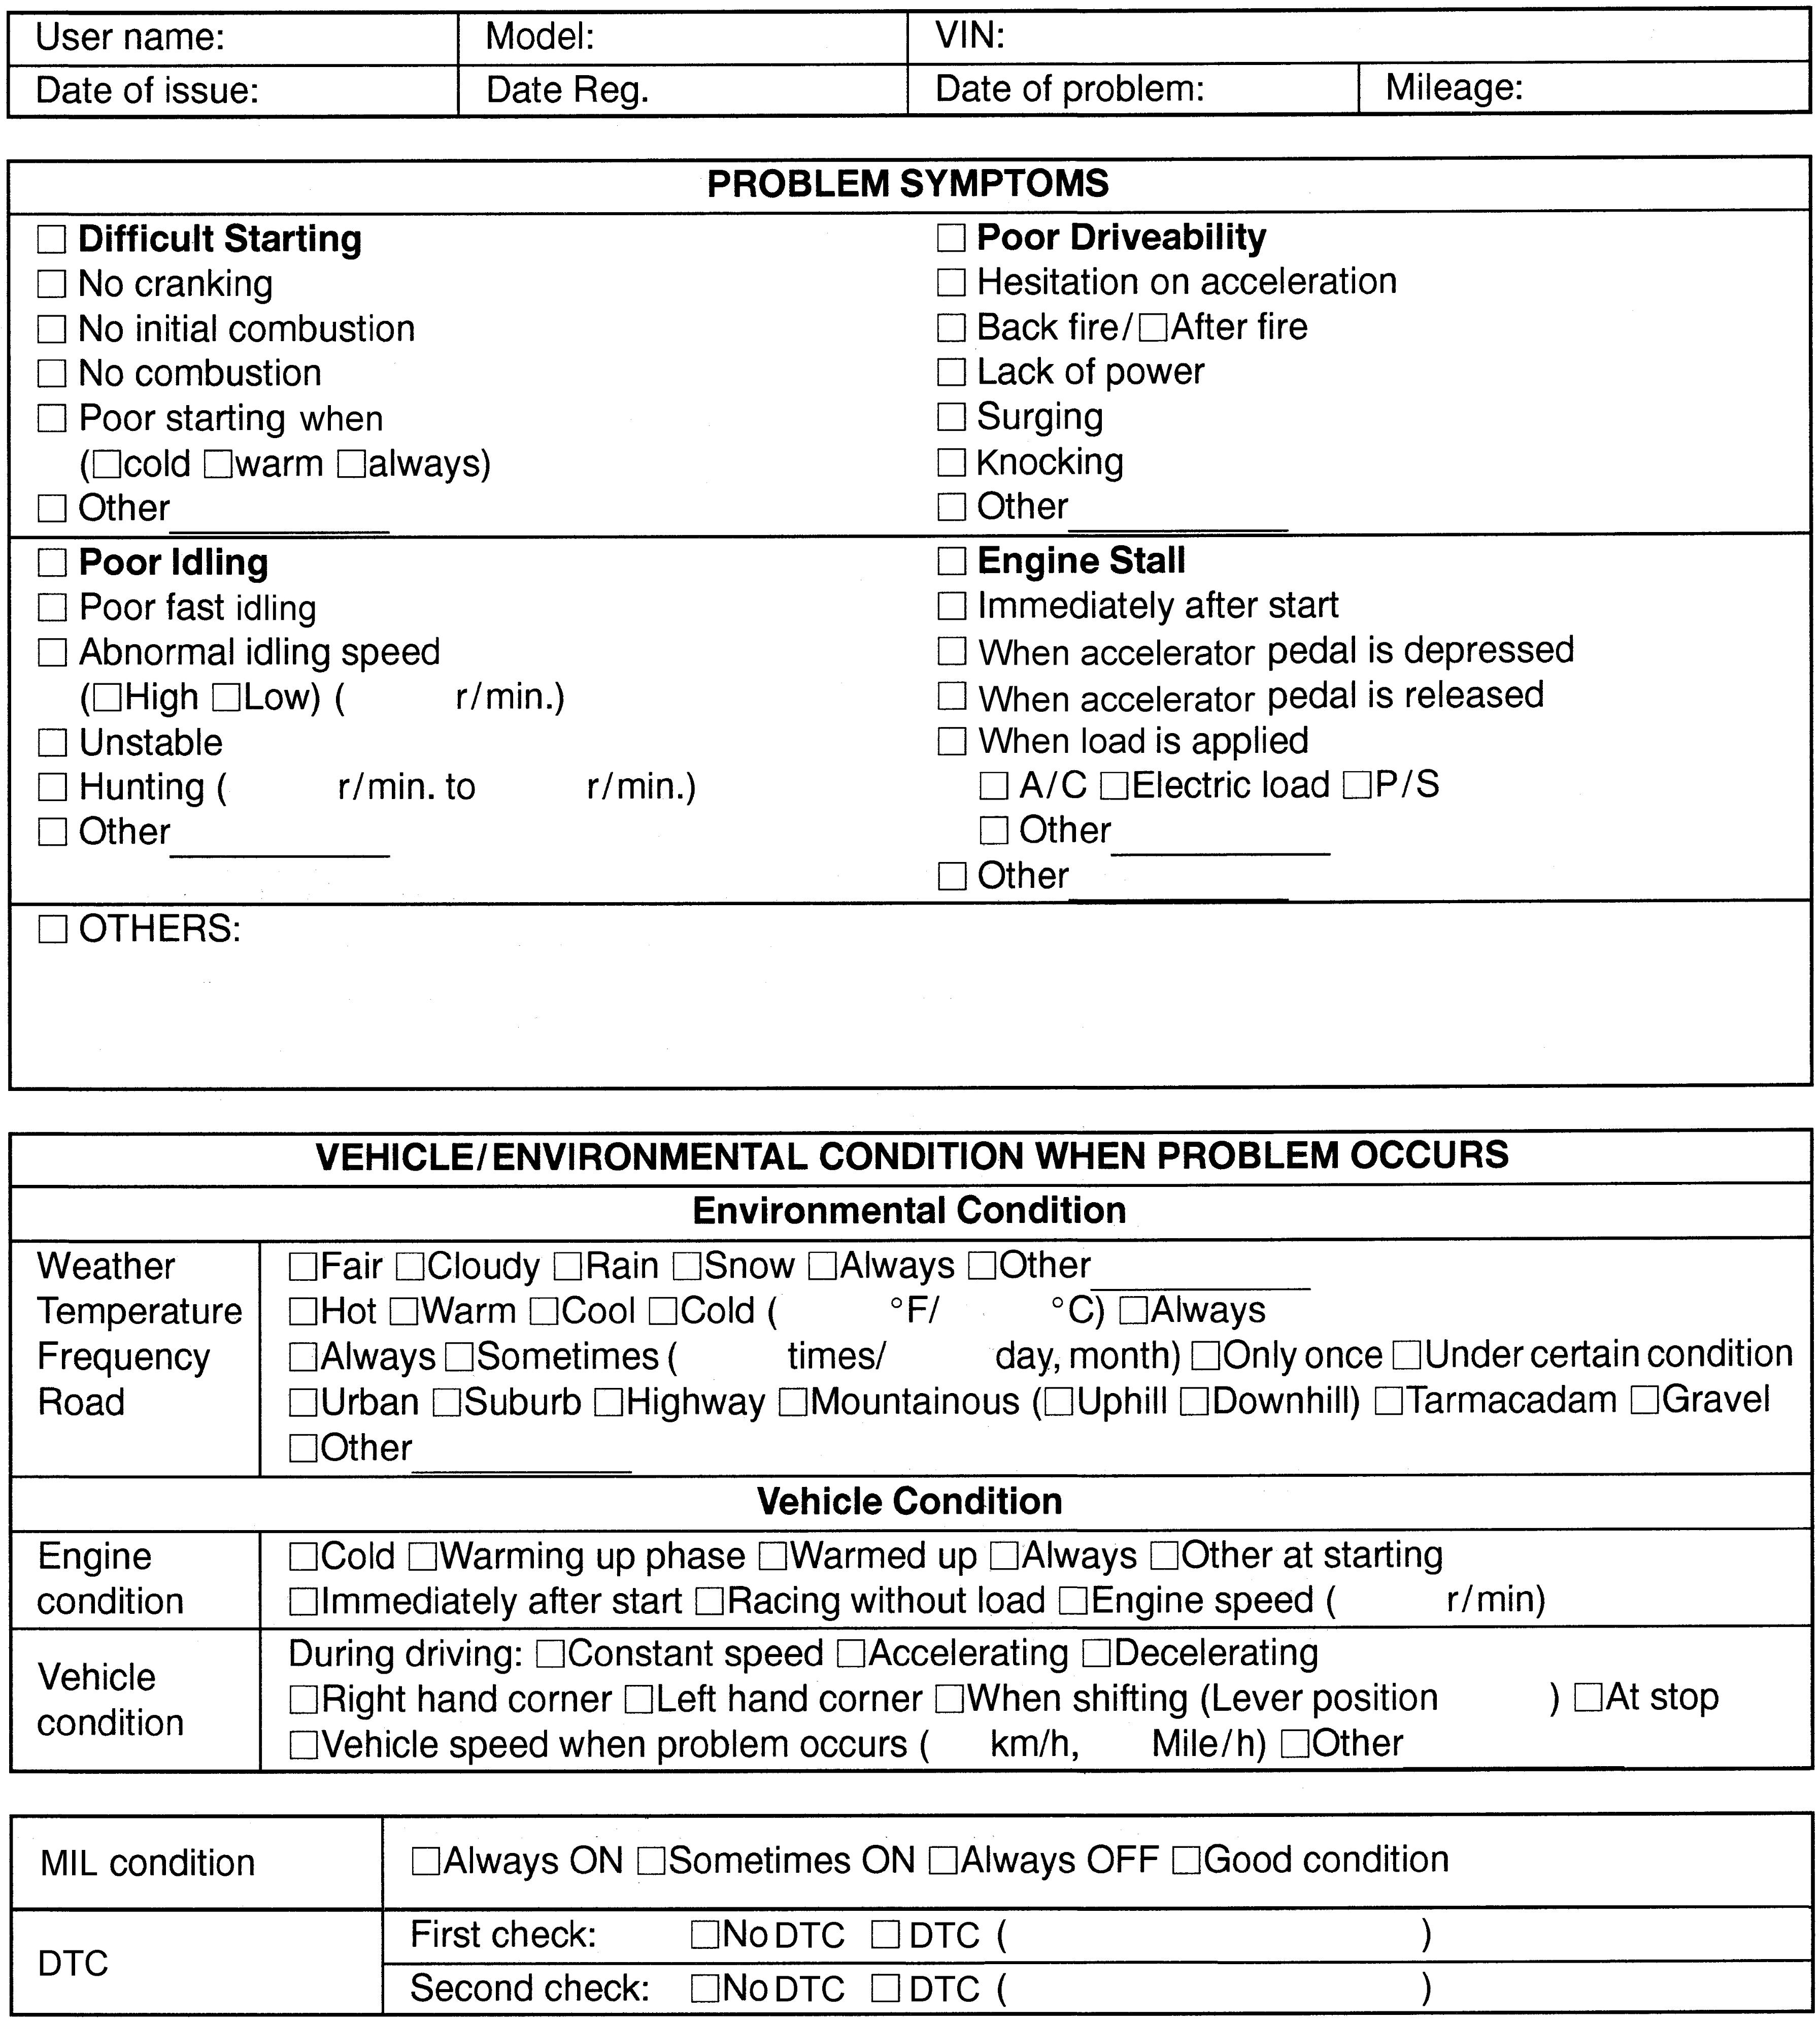 User name: Model: VIN:
Date of issue: Date Reg. Date of problem: Mileage:
PROBLEM SYMPTOMS
□ Difficult Starting
□ No cranking
□ No initial combustion
□ No combustion
□ Poor starting when
(□cold □warm □always)
□ Other
□ Poor Driveability
□ Hesitation on acceleration
□ Back fire/□After fire
□ Lack of power
□ Surging
□ Knocking
□ Other
□ Poor Idling
□ Poor fast idling
□ Abnormal idling speed
(□High □Low) ( r/min.)
□ Unstable
□ Hunting ( r/min. to r/min.)
□ Other
□ Engine Stall
□ Immediately after start
□ When accelerator pedal is depressed
□ When accelerator pedal is released
□ When load is applied
□ A/C □Electric load □P/S
□ Other
□ Other
□ OTHERS:
VEHICLE/ENVIRONMENTAL CONDITION WHEN PROBLEM OCCURS
Environmental Condition
Weather □Fair □Cloudy □Rain □Snow □Always □Other
Temperature □Hot □Warm □Cool □Cold ( °F/ °C) □Always
Frequency □Always □Sometimes ( times/ day, month) □Only once □Under certain condition
Road □Urban □Suburb □Highway □Mountainous (□Uphill □Downhill) □Tarmacadam □Gravel
□Other
Vehicle Condition
Engine condition
□Cold □Warming up phase □Warmed up □Always □Other at starting
□Immediately after start □Racing without load □Engine speed ( r/min)
Vehicle condition
During driving: □Constant speed □Accelerating □Decelerating
□Right hand corner □Left hand corner □When shifting (Lever position ) □At stop
□Vehicle speed when problem occurs ( km/h, Mile/h) □Other
MIL condition □Always ON □Sometimes ON □Always OFF □Good condition
DTC
First check: □No DTC □ DTC ( )
Second check: □No DTC □ DTC ( )